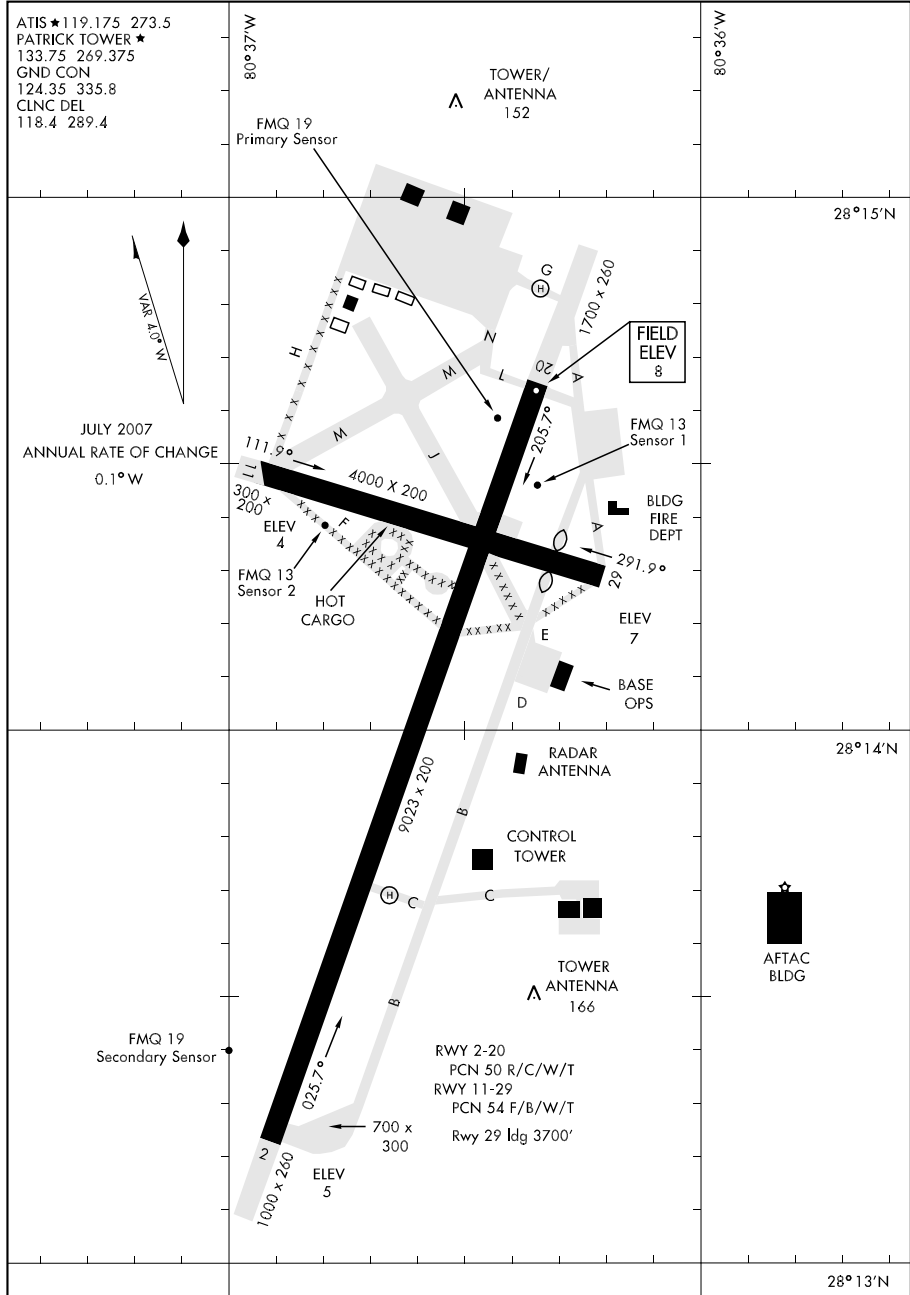 ATIS ★ 119.175 273.5
PATRICK TOWER ★
133.75 269.375
GND CON
124.35 335.8
CLNC DEL
118.4 289.4
80°37'W
80°36'W
TOWER/
ANTENNA
152
FMQ 19
Primary Sensor
28°15'N
VAR 4.0° W
JULY 2007
ANNUAL RATE OF CHANGE
0.1° W
G
H
1700 x 260
FIELD
ELEV
8
N
L
M
H
20
A
205.7°
FMQ 13
Sensor 1
M
J
111.9°
11
4000 X 200
300 x
200
ELEV
4
F
FMQ 13
Sensor 2
HOT
CARGO
BLDG
FIRE
DEPT
A
291.9°
29
ELEV
7
E
BASE
OPS
D
28°14'N
RADAR
ANTENNA
9023 x 200
B
CONTROL
TOWER
H
C
C
AFTAC
BLDG
TOWER
ANTENNA
166
B
FMQ 19
Secondary Sensor
025.7°
RWY 2-20
PCN 50 R/C/W/T
RWY 11-29
PCN 54 F/B/W/T
Rwy 29 ldg 3700'
700 x
300
2
ELEV
5
1000 x 260
28°13'N